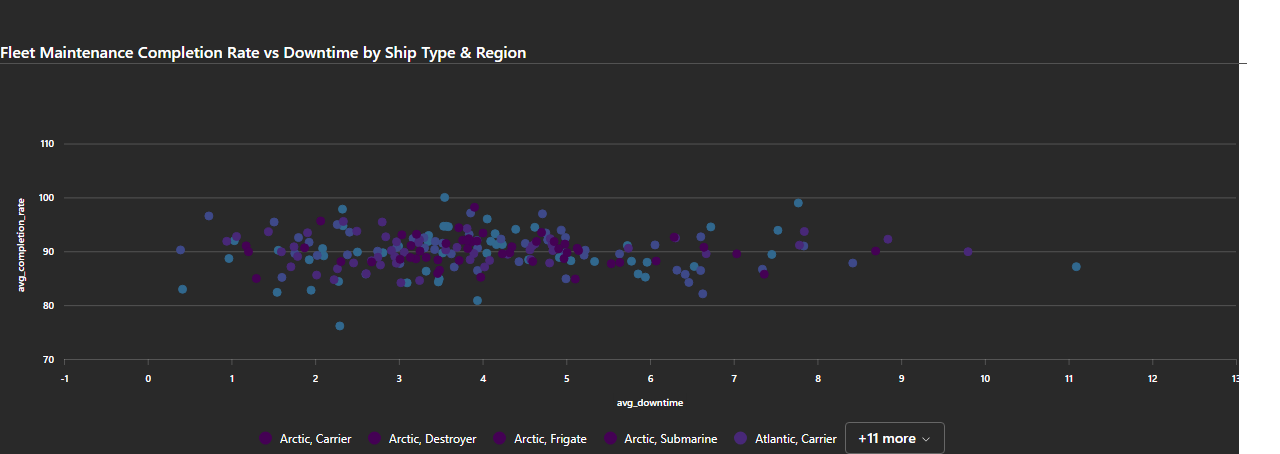 Fleet Maintenance Completion Rate vs Downtime by Ship Type & Region
110
100
90
80
70
avg_completion_rate
-1 0 1 2 3 4 5 6 7 8 9 10 11 12 13
avg_downtime
Arctic, Carrier Arctic, Destroyer Arctic, Frigate Arctic, Submarine Atlantic, Carrier +11 more